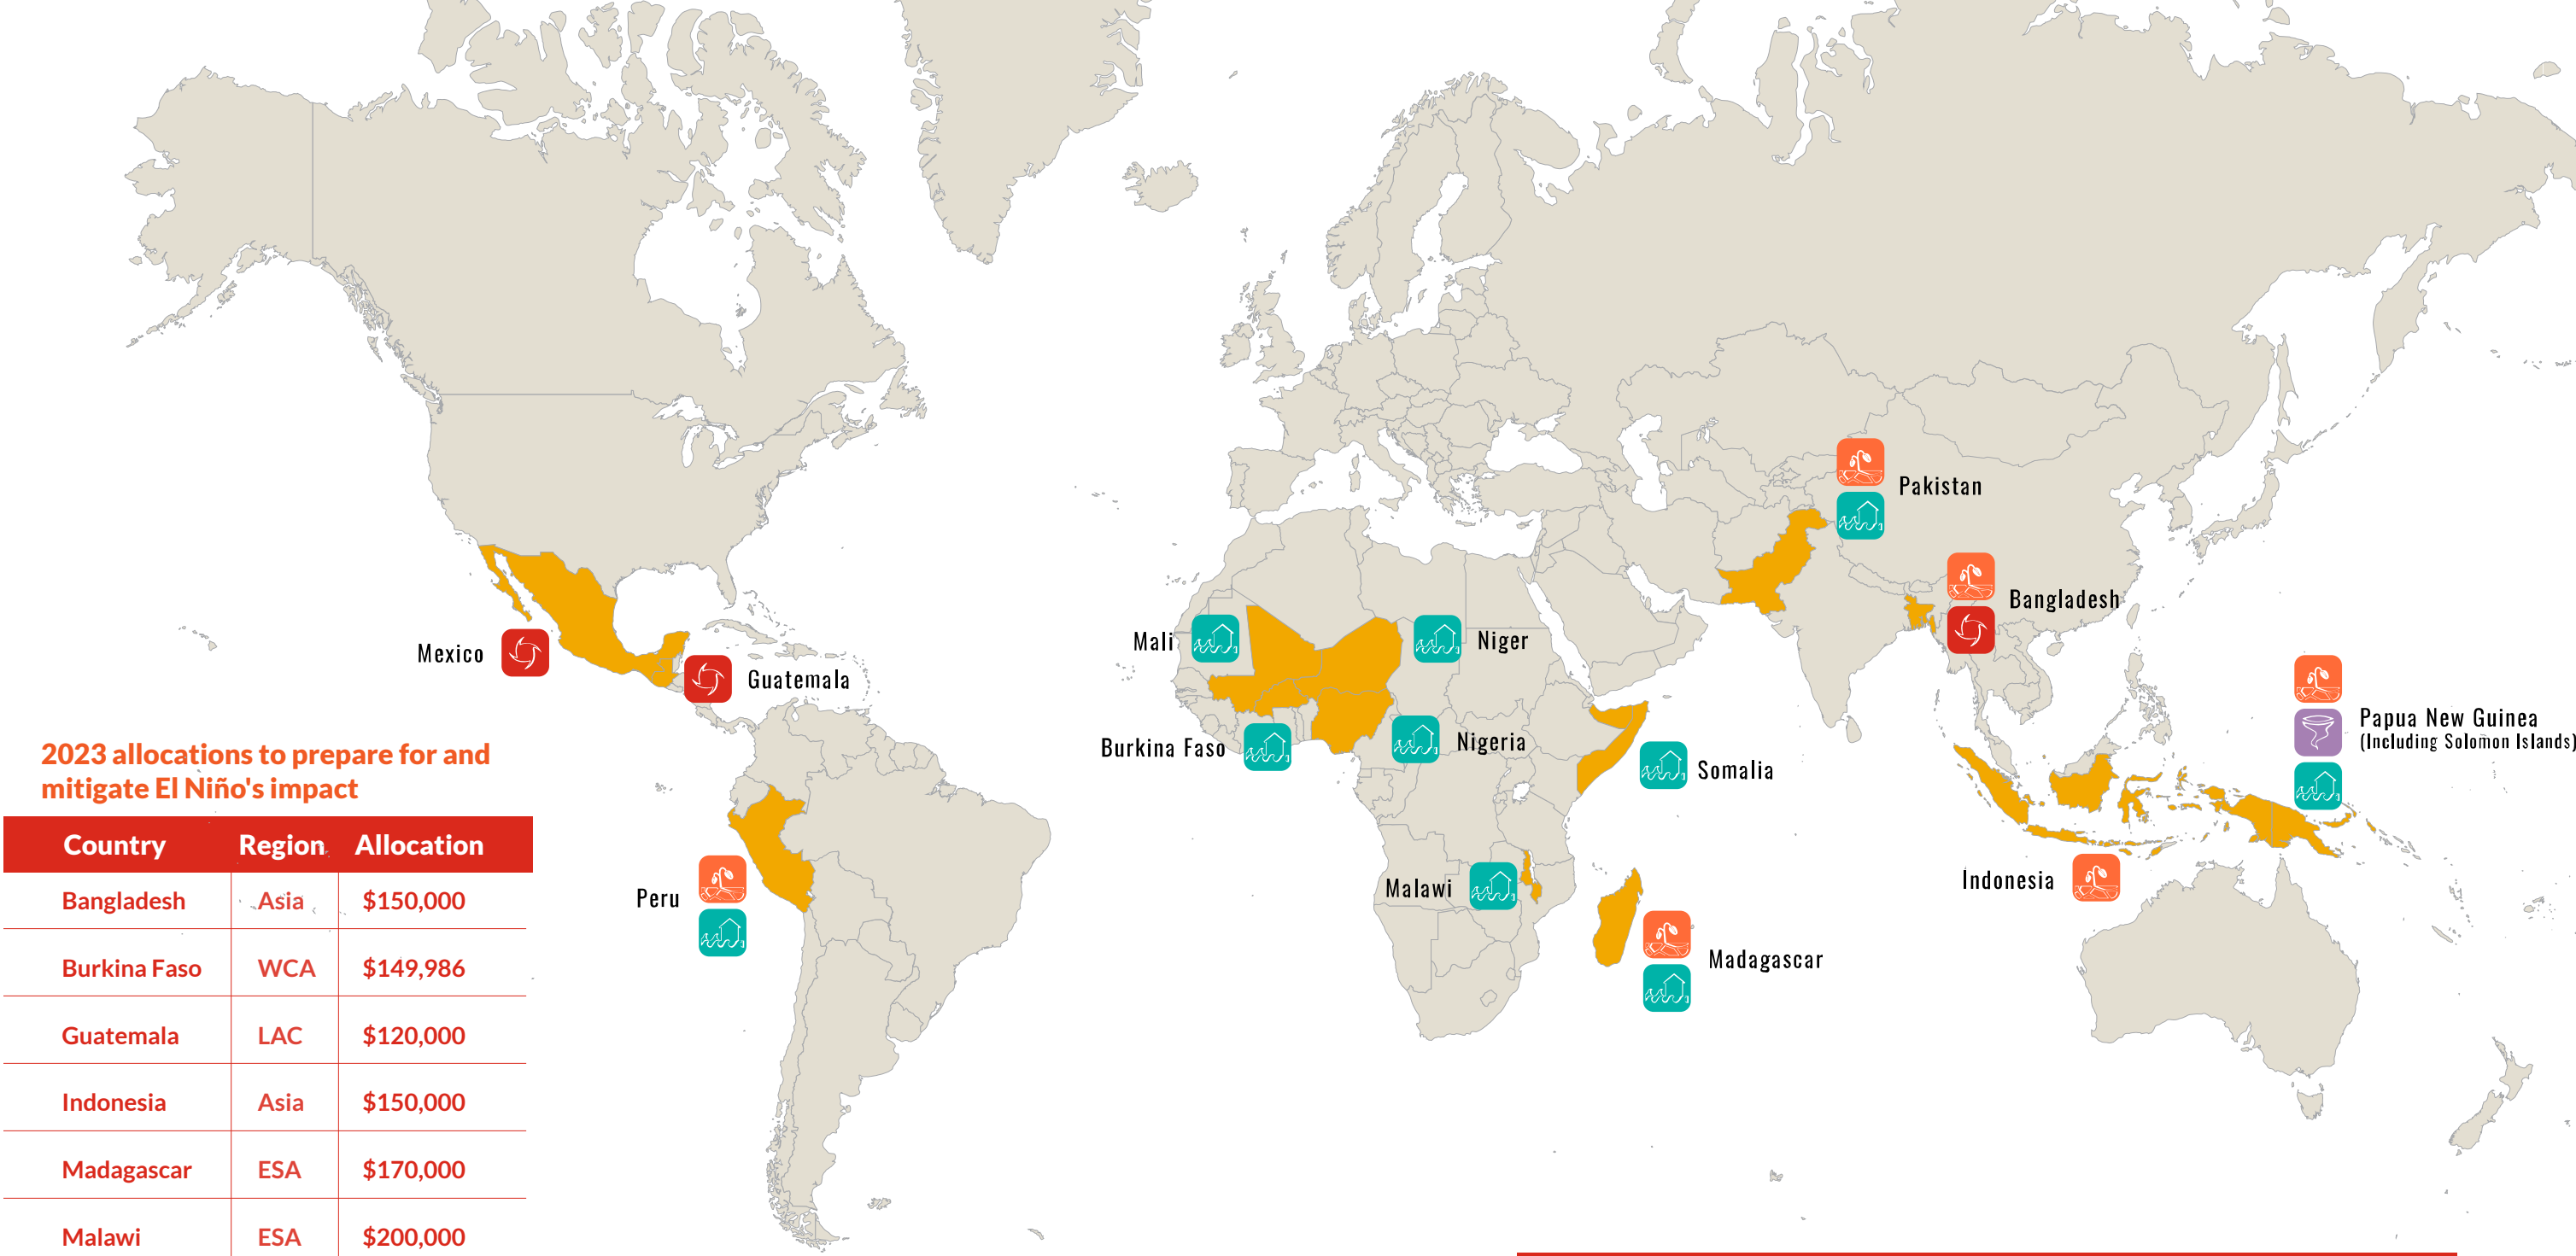 Pakistan
Bangladesh
Mali
Niger
Mexico
Guatemala
Papua New Guinea
(Including Solomon Islands)
Burkina Faso
Nigeria
Somalia
Peru
Malawi
Indonesia
Madagascar
2023 allocations to prepare for and
mitigate El Niño's impact
Country Region Allocation
Bangladesh Asia $150,000
Burkina Faso WCA $149,986
Guatemala LAC $120,000
Indonesia Asia $150,000
Madagascar ESA $170,000
Malawi ESA $200,000